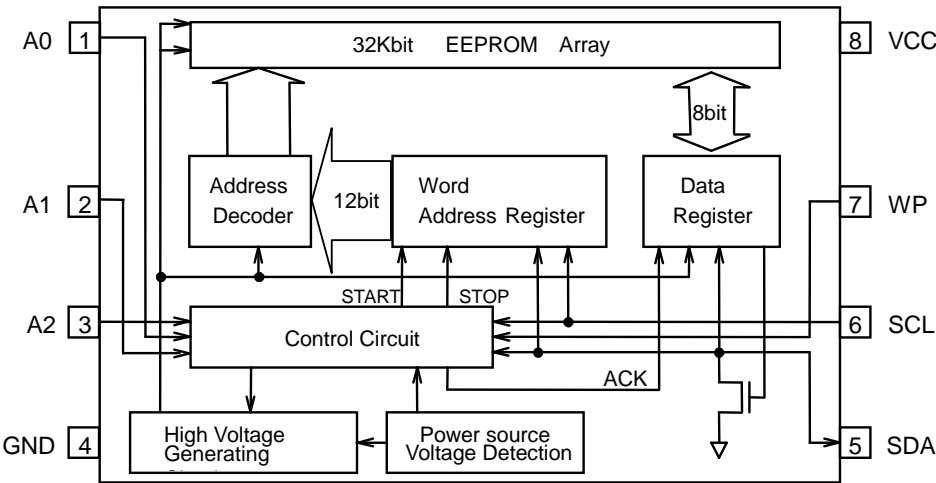 A0 1
32Kbit EEPROM Array
8 VCC
8bit
Address
Decoder
12bit
Word
Address Register
Data
Register
A1 2
7 WP
START
STOP
A2 3
Control Circuit
6 SCL
ACK
GND 4
High Voltage
Generating
Power source
Voltage Detection
5 SDA